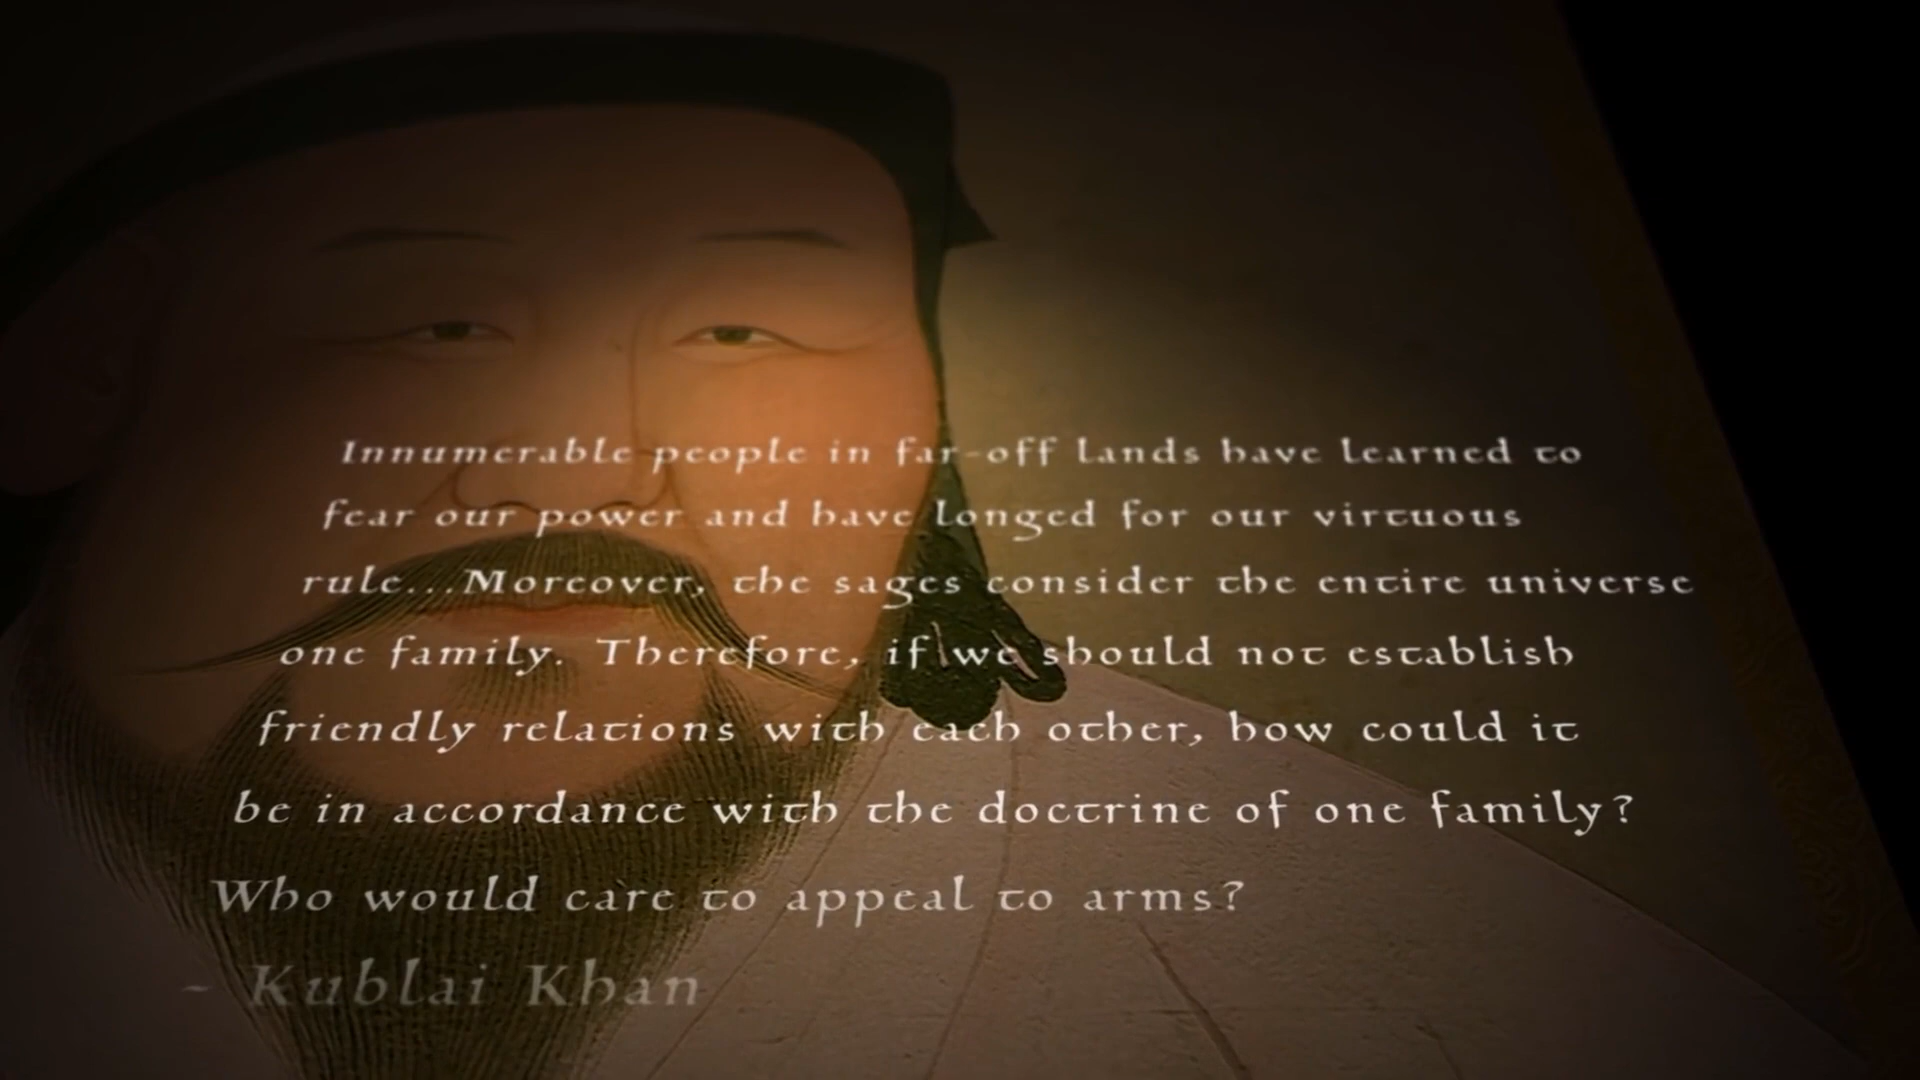 Innumerable people in far-off lands have learned to
fear our power and have longed for our virtuous
rule...Moreover, the sages consider the entire universe
one family. Therefore, if we should not establish
friendly relations with each other, how could it
be in accordance with the doctrine of one family?
Who would care to appeal to arms?
- Kublai Khan